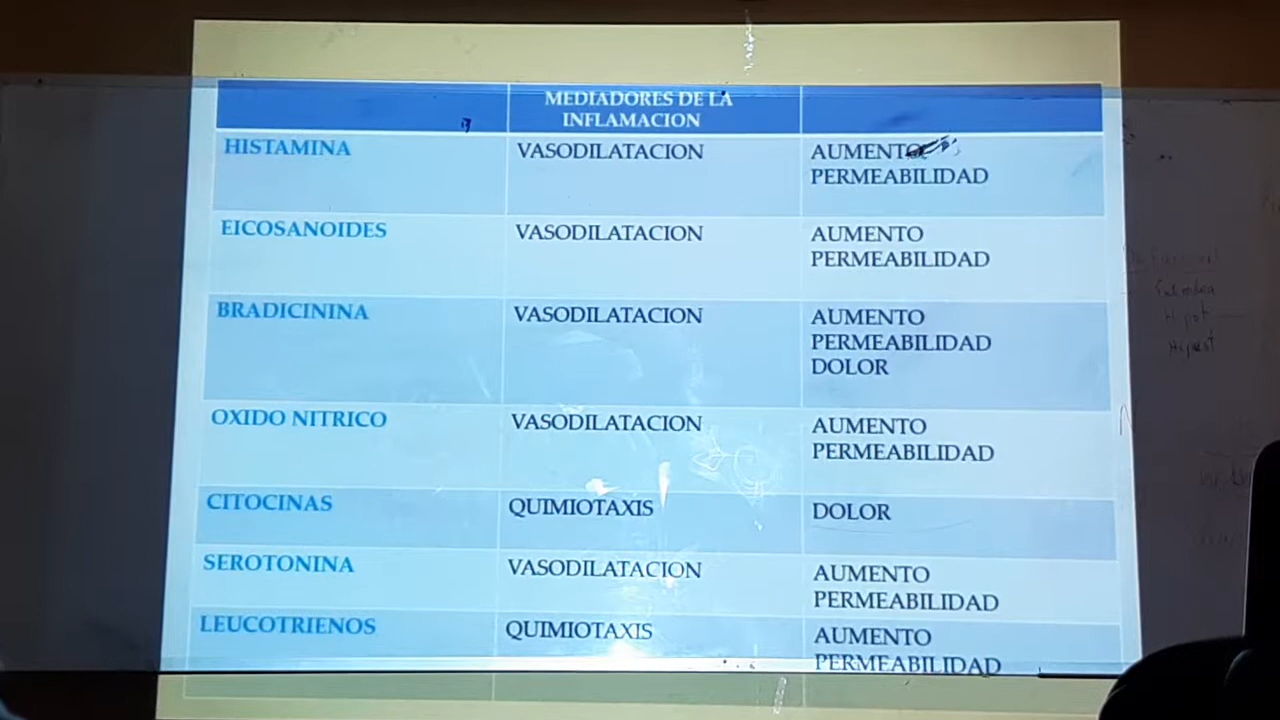 MEDIADORES DE LA
INFLAMACION
HISTAMINA
VASODILATACION
AUMENTO
PERMEABILIDAD
EICOSANOIDES
VASODILATACION
AUMENTO
PERMEABILIDAD
BRADICININA
VASODILATACION
AUMENTO
PERMEABILIDAD
DOLOR
OXIDO NITRICO
VASODILATACION
AUMENTO
PERMEABILIDAD
CITOCINAS
QUIMIOTAXIS
DOLOR
SEROTONINA
VASODILATACION
AUMENTO
PERMEABILIDAD
LEUCOTRIENOS
QUIMIOTAXIS
AUMENTO
PERMEABILIDAD